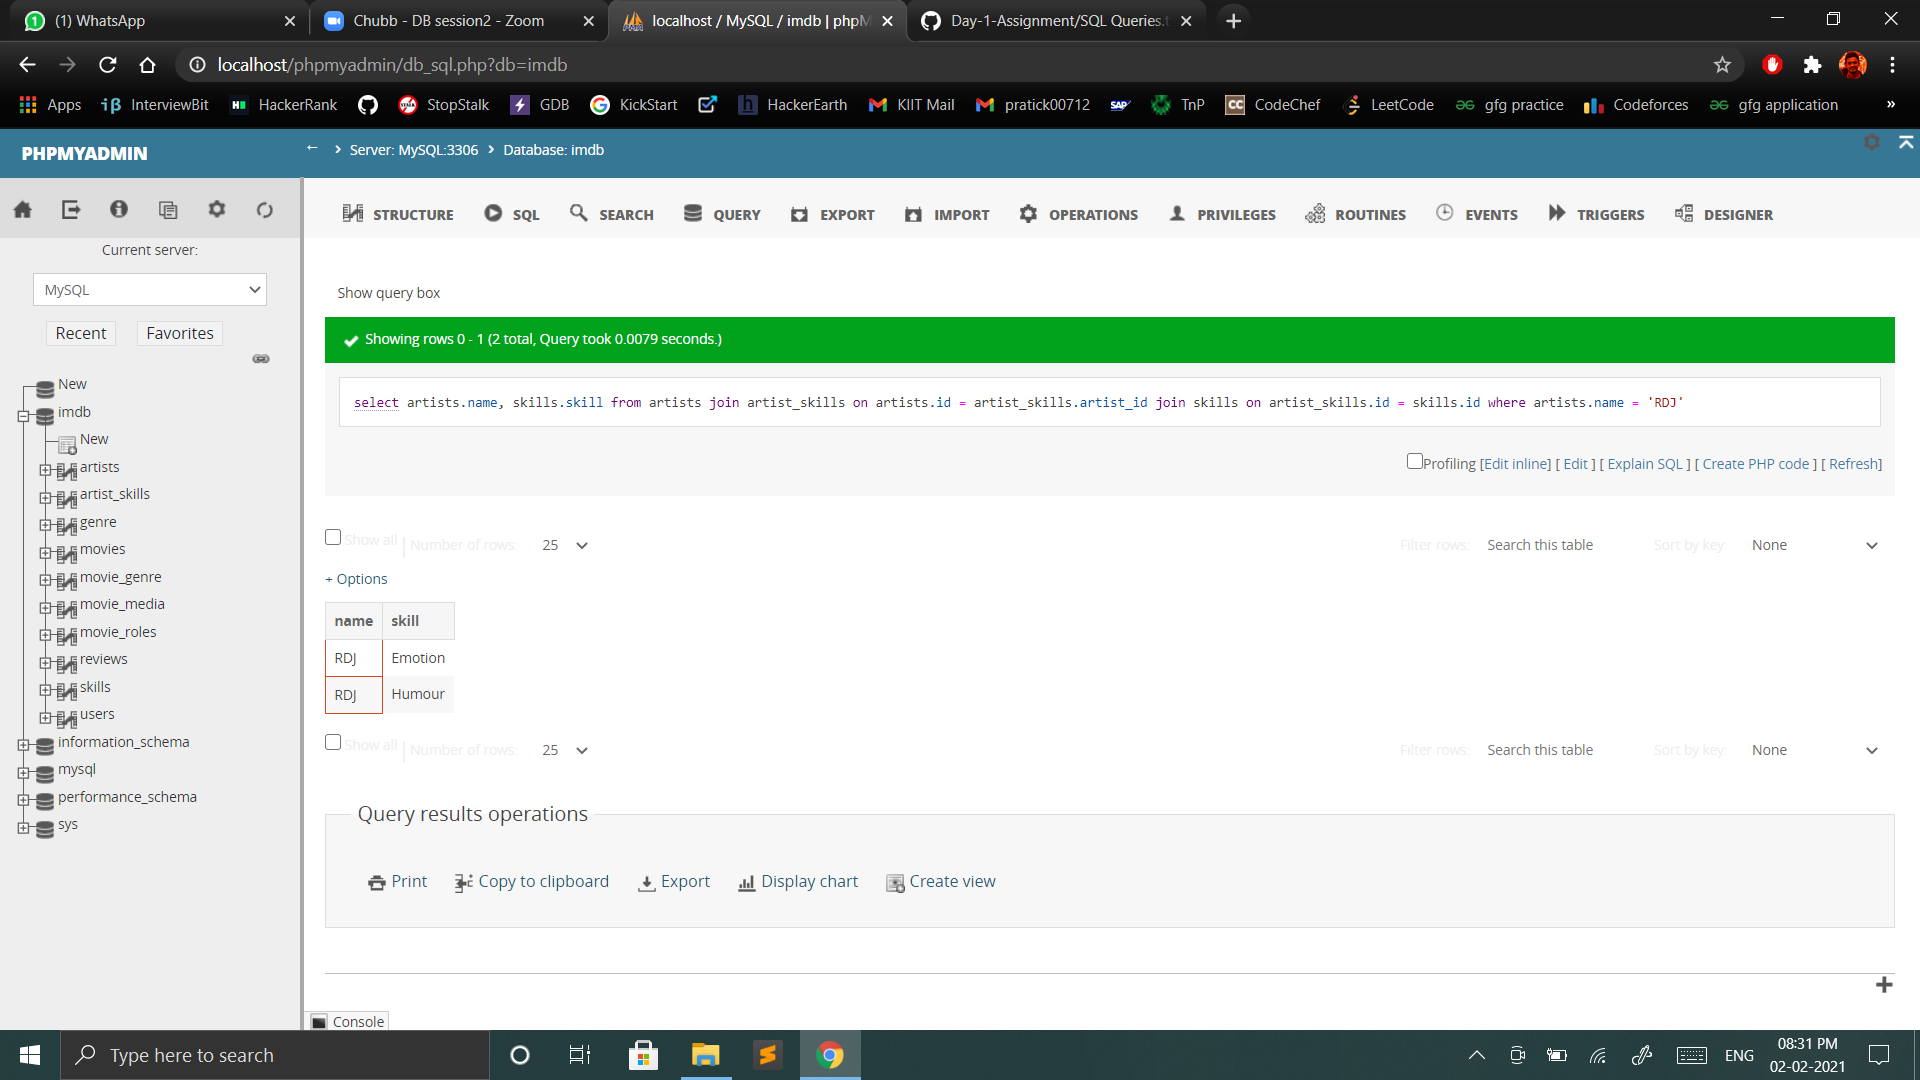 (1) WhatsApp
Chubb - DB session2 - Zoom
localhost / MySQL / imdb | phpM
Day-1-Assignment/SQL Queries.t
localhost/phpmyadmin/db_sql.php?db=imdb
Apps
InterviewBit
HackerRank
StopStalk
GDB
KickStart
HackerEarth
KIIT Mail
pratick00712
SAP
TnP
CC CodeChef
LeetCode
gfg practice
Codeforces
gfg application
»
PHPMYADMIN
Server: MySQL:3306
Database: imdb
STRUCTURE
SQL
SEARCH
QUERY
EXPORT
IMPORT
OPERATIONS
PRIVILEGES
ROUTINES
EVENTS
TRIGGERS
DESIGNER
Current server:
MySQL
Recent
Favorites
New
imdb
New
artists
artist_skills
genre
movies
movie_genre
movie_media
movie_roles
reviews
skills
users
information_schema
mysql
performance_schema
sys
Show query box
Showing rows 0 - 1 (2 total, Query took 0.0079 seconds.)
select artists.name, skills.skill from artists join artist_skills on artists.id = artist_skills.artist_id join skills on artist_skills.id = skills.id where artists.name = 'RDJ'
Profiling [Edit inline] [ Edit ] [ Explain SQL ] [ Create PHP code ] [ Refresh]
Show all | Number of rows: 25
Filter rows: Search this table
Sort by key: None
+ Options
name skill
RDJ Emotion
RDJ Humour
Show all | Number of rows: 25
Filter rows: Search this table
Sort by key: None
Query results operations
Print
Copy to clipboard
Export
Display chart
Create view
Console
Type here to search
ENG
08:31 PM
02-02-2021